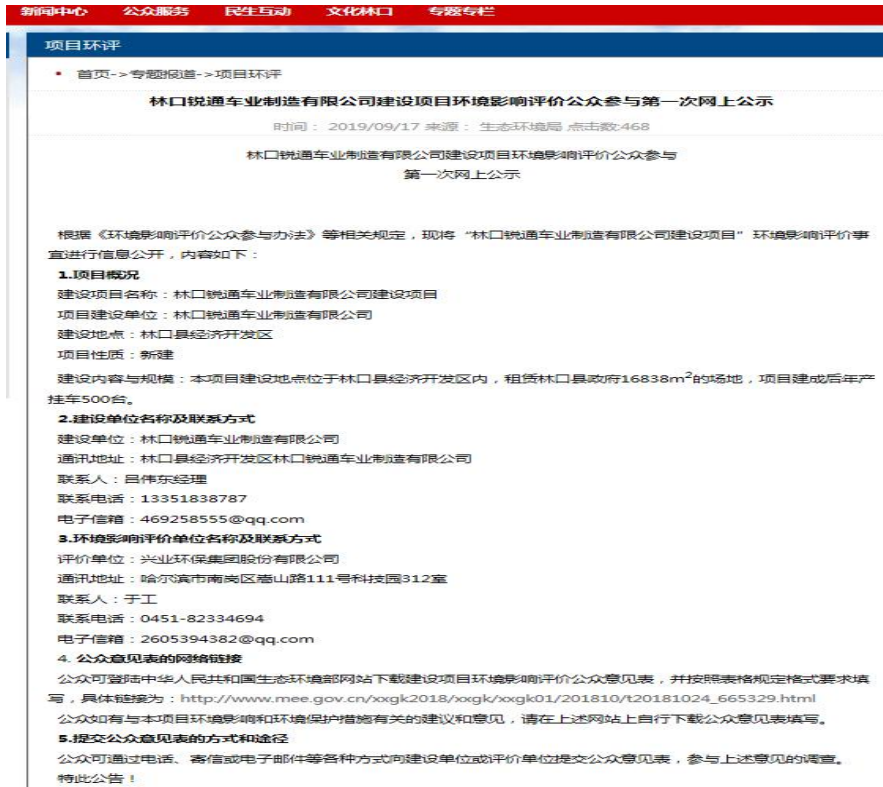 新闻中心 公众服务 民生互动 文化林口 专题专栏
项目环评
• 首页->专题报道->项目环评
林口锐通车业制造有限公司建设项目环境影响评价公众参与第一次网上公示
时间： 2019/09/17 来源： 生态环境局 点击数:468
林口锐通车业制造有限公司建设项目环境影响评价公众参与
第一次网上公示
根据《环境影响评价公众参与办法》等相关规定，现将“林口锐通车业制造有限公司建设项目”环境影响评价事
宜进行信息公开，内容如下：
1.项目概况
建设项目名称：林口锐通车业制造有限公司建设项目
项目建设单位：林口锐通车业制造有限公司
建设地点：林口县经济开发区
项目性质：新建
建设内容与规模：本项目建设地点位于林口县经济开发区内，租赁林口县政府16838m²的场地，项目建成后年产
挂车500台。
2.建设单位名称及联系方式
建设单位：林口锐通车业制造有限公司
通讯地址：林口县经济开发区林口锐通车业制造有限公司
联系人：吕伟东经理
联系电话：13351838787
电子信箱：469258555@qq.com
3.环境影响评价单位名称及联系方式
评价单位：兴业环保集团股份有限公司
通讯地址：哈尔滨市南岗区嵩山路111号科技园312室
联系人：于工
联系电话：0451-82334694
电子信箱：2605394382@qq.com
4. 公众意见表的网络链接
公众可登陆中华人民共和国生态环境部网站下载建设项目环境影响评价公众意见表，并按照表格规定格式要求填
写，具体链接为：http://www.mee.gov.cn/xxgk2018/xxgk/xxgk01/201810/t20181024_665329.html
公众如有与本项目环境影响和环境保护措施有关的建议和意见，请在上述网站上自行下载公众意见表填写。
5.提交公众意见表的方式和途径
公众可通过电话、寄信或电子邮件等各种方式向建设单位或评价单位提交公众意见表，参与上述意见的调查。
特此公告！